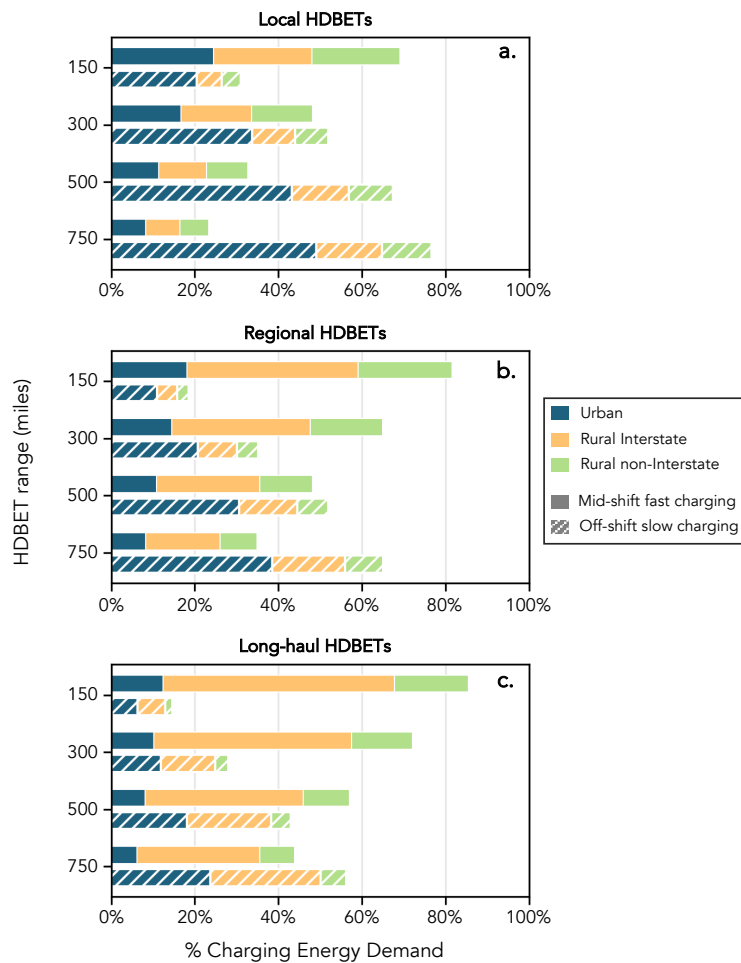 Local HDBETs
a.
150
300
500
750
0% 20% 40% 60% 80% 100%
Regional HDBETs
b.
150
300
500
750
0% 20% 40% 60% 80% 100%
Long-haul HDBETs
c.
150
300
500
750
0% 20% 40% 60% 80% 100%
HDBET range (miles)
% Charging Energy Demand
Urban
Rural Interstate
Rural non-Interstate
Mid-shift fast charging
Off-shift slow charging